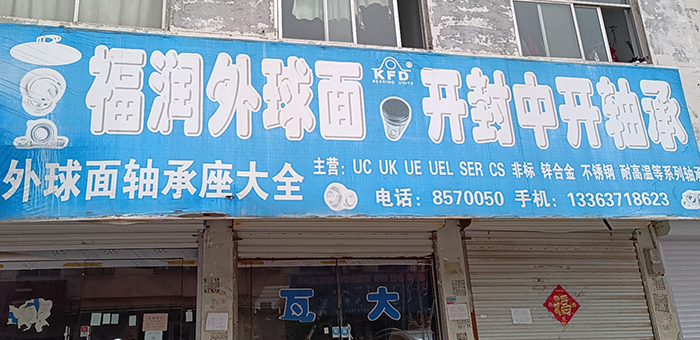 福润外球面
KFD
BEARING UNITS
开封中开轴承
外球面轴承座大全
主营：UC UK UE UEL SER CS 非标 锌合金 不锈钢 耐高温等系列轴承
电话：8570050 手机：13363718623
瓦大
福